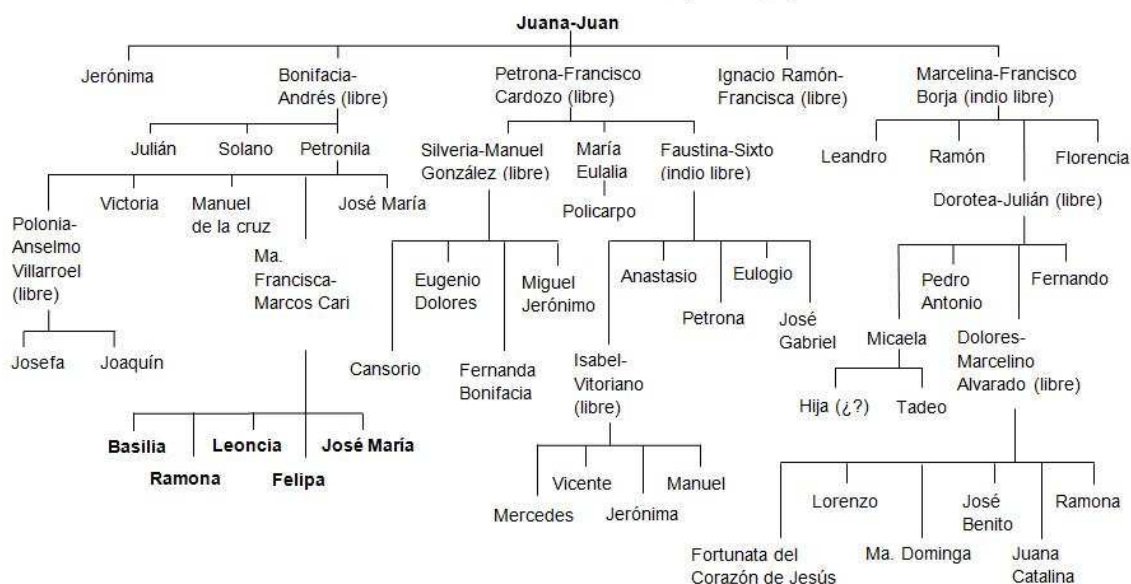 Juana-Juan
Jerónima
Bonifacia-
Andrés (libre)
Petrona-Francisco
Cardozo (libre)
Ignacio Ramón-
Francisca (libre)
Marcelina-Francisco
Borja (indio libre)
Julián
Solano
Petronila
Silveria-Manuel
González (libre)
María
Eulalia
Faustina-Sixto
(indio libre)
Leandro
Ramón
Florencia
Policarpo
Dorotea-Julián (libre)
Polonia-
Anselmo
Villarroel
(libre)
Victoria
Manuel
de la cruz
Ma.
Francisca-
Marcos Cari
José María
Eugenio
Dolores
Miguel
Jerónimo
Cansorio
Fernanda
Bonifacia
Anastasio
Eulogio
Petrona
José
Gabriel
Isabel-
Vitoriano
(libre)
Pedro
Antonio
Fernando
Micaela
Dolores-
Marcelino
Alvarado (libre)
Josefa
Joaquín
Hija (¿?)
Tadeo
Basilia
Leoncia
José María
Ramona
Felipa
Vicente
Manuel
Mercedes
Jerónima
Lorenzo
José
Benito
Ramona
Fortunata del
Corazón de Jesús
Ma. Dominga
Juana
Catalina